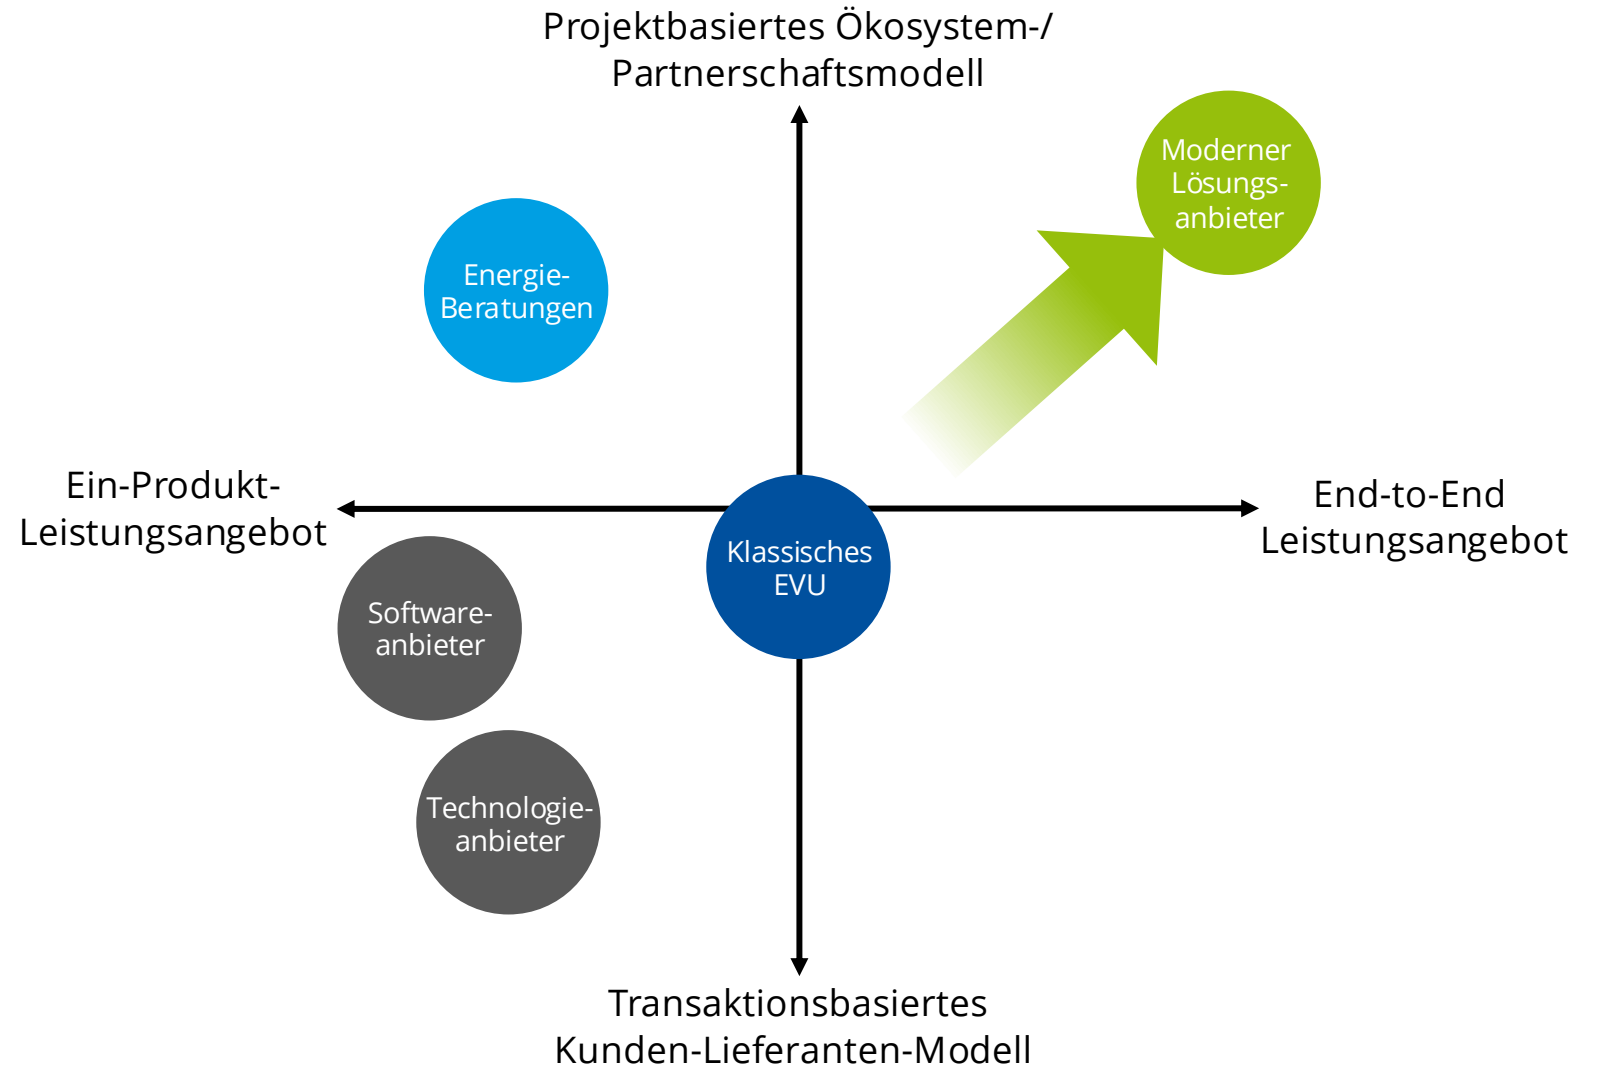 Projektbasiertes Ökosystem-/
Partnerschaftsmodell
Moderner
Lösungs-
anbieter
Energie-
Beratungen
Ein-Produkt-
Leistungsangebot
End-to-End
Leistungsangebot
Klassisches
EVU
Software-
anbieter
Technologie-
anbieter
Transaktionsbasiertes
Kunden-Lieferanten-Modell